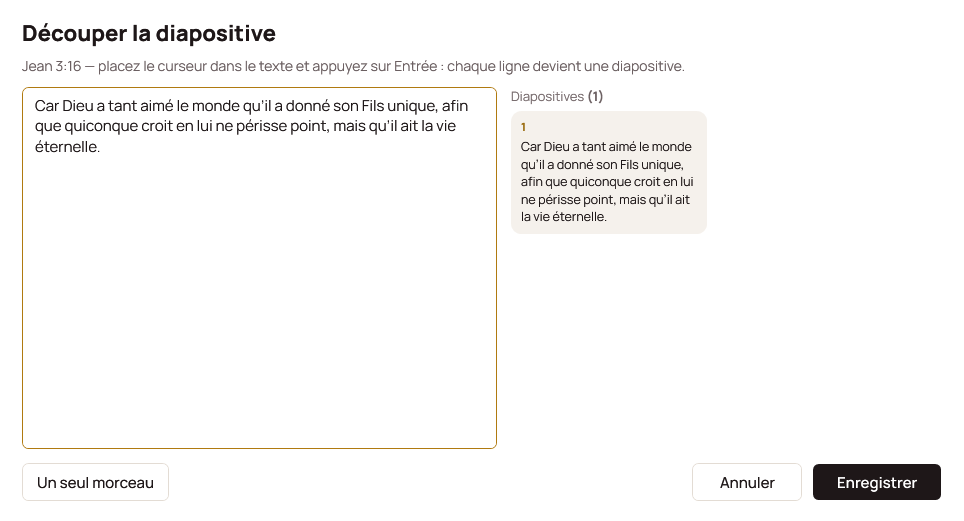 Découper la diapositive
Jean 3:16 — placez le curseur dans le texte et appuyez sur Entrée : chaque ligne devient une diapositive.
Car Dieu a tant aimé le monde qu'il a donné son Fils unique, afin
que quiconque croit en lui ne périsse point, mais qu'il ait la vie
éternelle.
Diapositives (1)
1
Car Dieu a tant aimé le monde
qu'il a donné son Fils unique,
afin que quiconque croit en lui
ne périsse point, mais qu'il ait
la vie éternelle.
Un seul morceau
Annuler
Enregistrer